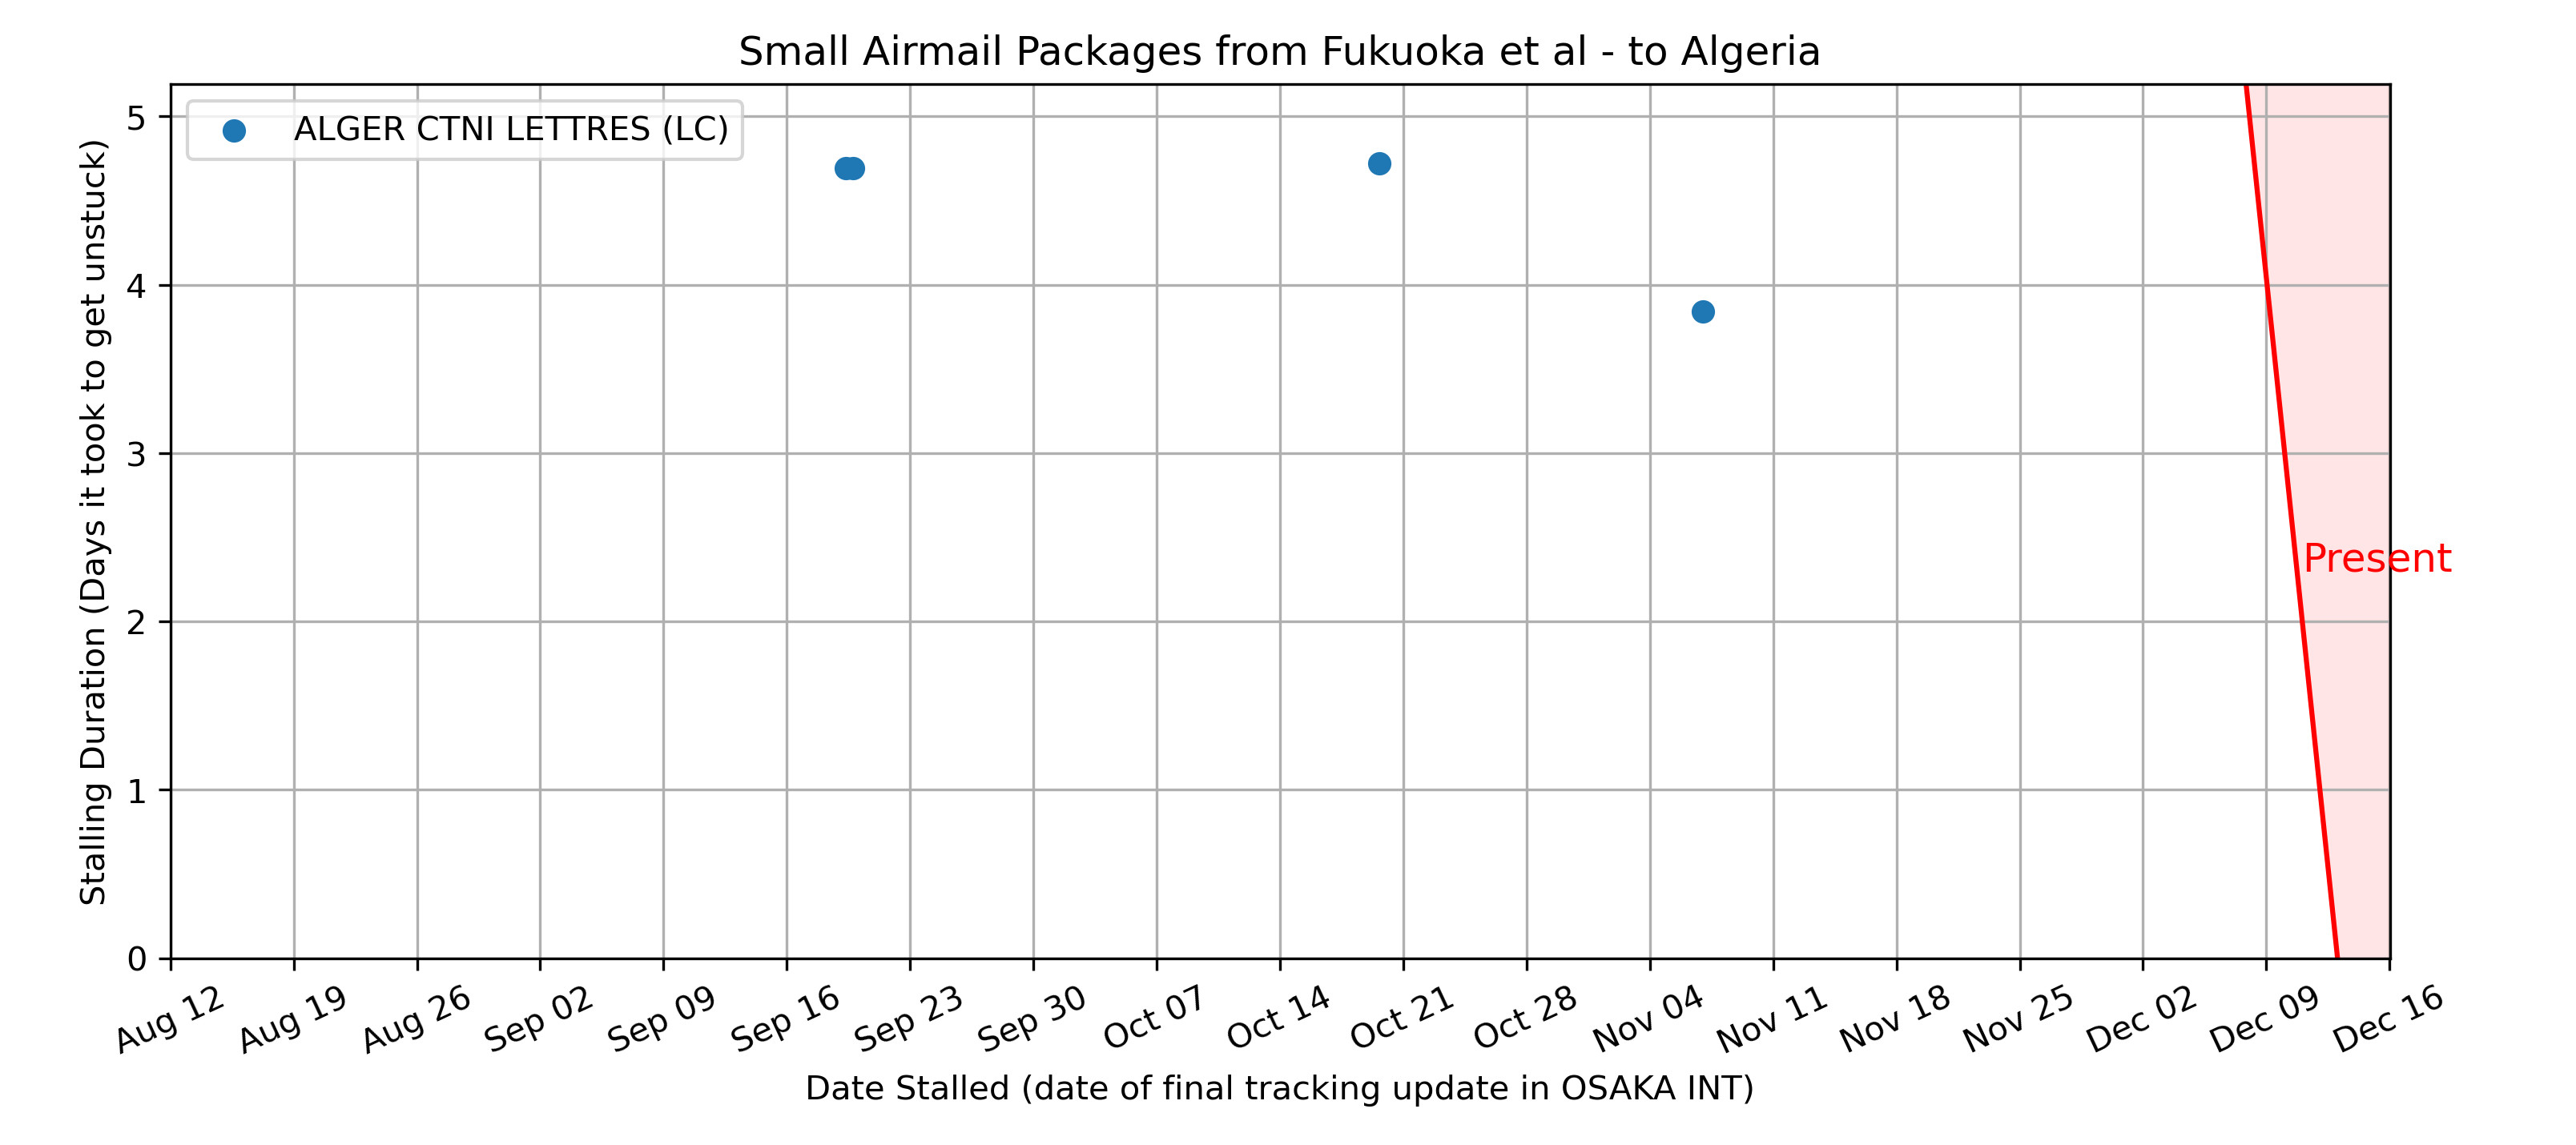 Small Airmail Packages from Fukuoka et al - to Algeria
ALGER CTNI LETTRES (LC)
Stalling Duration (Days it took to get unstuck)
5
4
3
2
1
0
Present
Aug 12 Aug 19 Aug 26 Sep 02 Sep 09 Sep 16 Sep 23 Sep 30 Oct 07 Oct 14 Oct 21 Oct 28 Nov 04 Nov 11 Nov 18 Nov 25 Dec 02 Dec 09 Dec 16
Date Stalled (date of final tracking update in OSAKA INT)